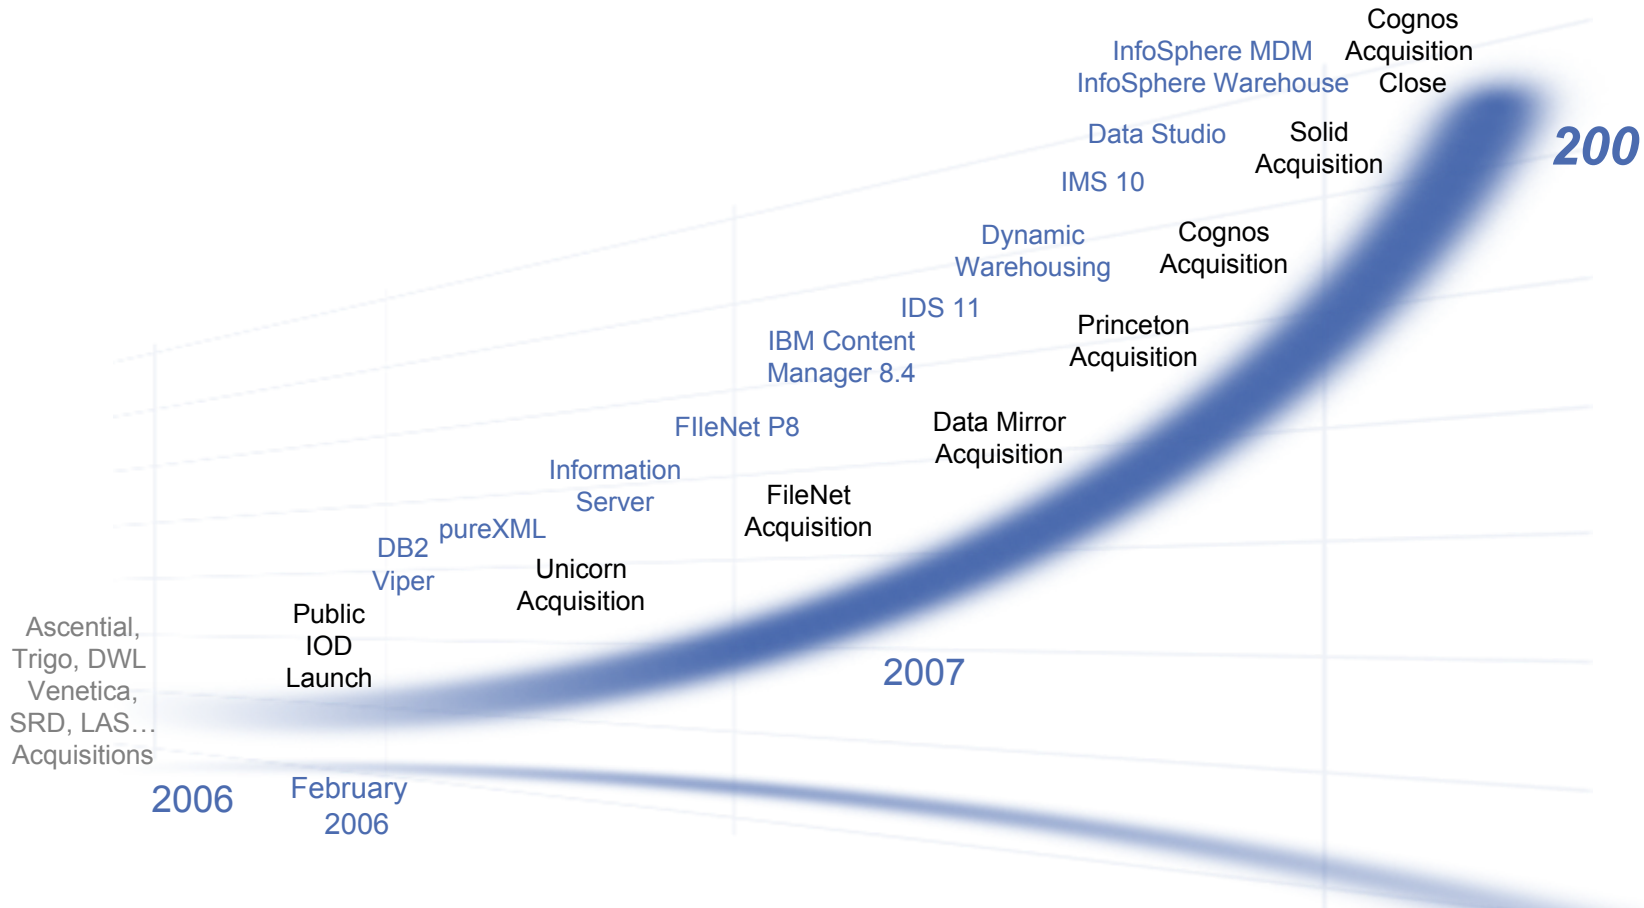 Cognos
Acquisition
Close
InfoSphere MDM
InfoSphere Warehouse
Data Studio
Solid
Acquisition
200
IMS 10
Dynamic
Warehousing
Cognos
Acquisition
IDS 11
IBM Content
Manager 8.4
Princeton
Acquisition
FIleNet P8
Data Mirror
Acquisition
Information
Server
FileNet
Acquisition
pureXML
DB2
Viper
Unicorn
Acquisition
Public
IOD
Launch
Ascential,
Trigo, DWL
Venetica,
SRD, LAS…
Acquisitions
2007
2006
February
2006